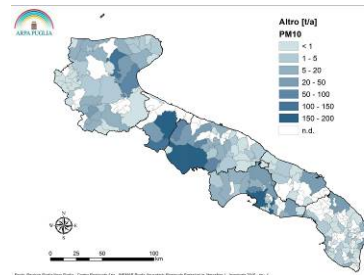 ARPA PUGLIA
Altro [t/a]
PM10
< 1
1 - 5
5 - 20
20 - 50
50 - 100
100 - 150
150 - 200
n.d.
N
W E
S
0 25 50 100
km